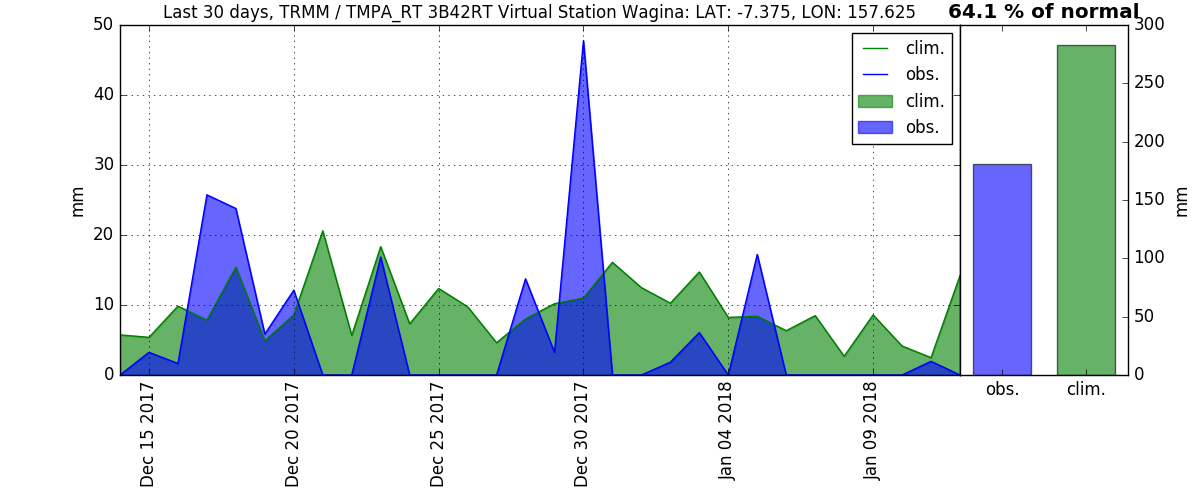 Last 30 days, TRMM / TMPA_RT 3B42RT Virtual Station Wagina: LAT: -7.375, LON: 157.625
64.1 % of normal
50
40
30
20
10
0
mm
clim.
obs.
clim.
obs.
300
250
200
150
100
50
0
mm
obs.
clim.
Dec 15 2017
Dec 20 2017
Dec 25 2017
Dec 30 2017
Jan 04 2018
Jan 09 2018